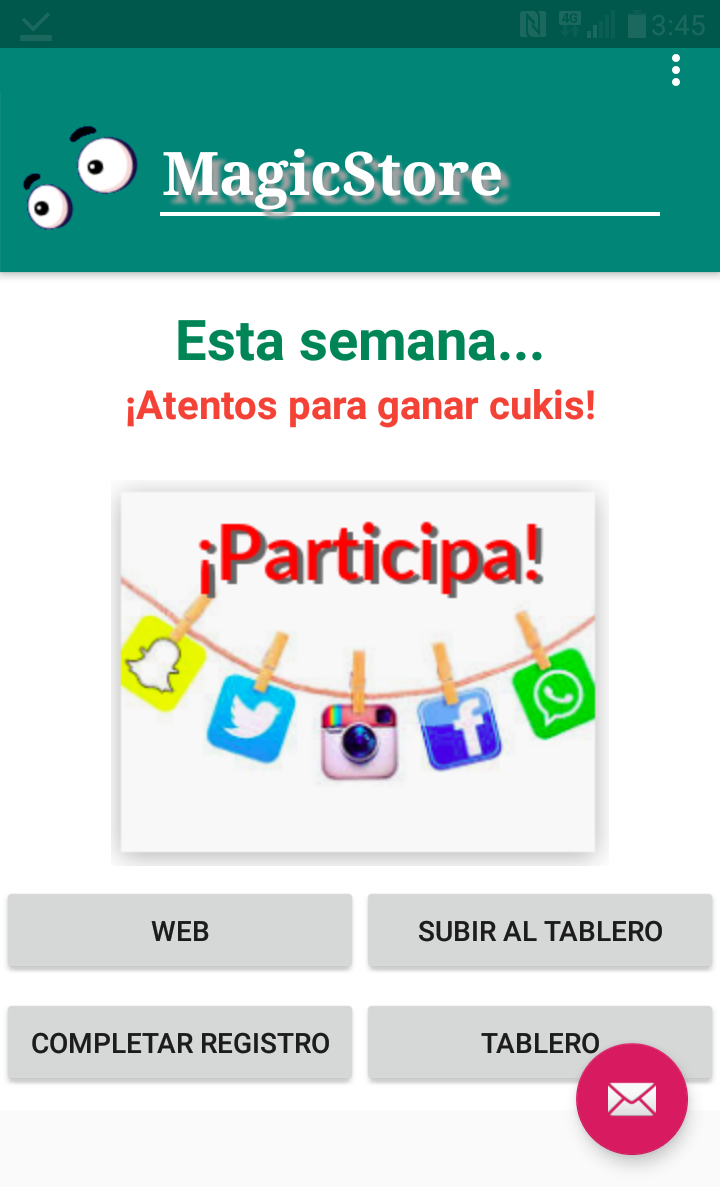 4G
3:45
MagicStore
Esta semana...
¡Atentos para ganar cukis!
¡Participa!
WEB
SUBIR AL TABLERO
COMPLETAR REGISTRO
TABLERO